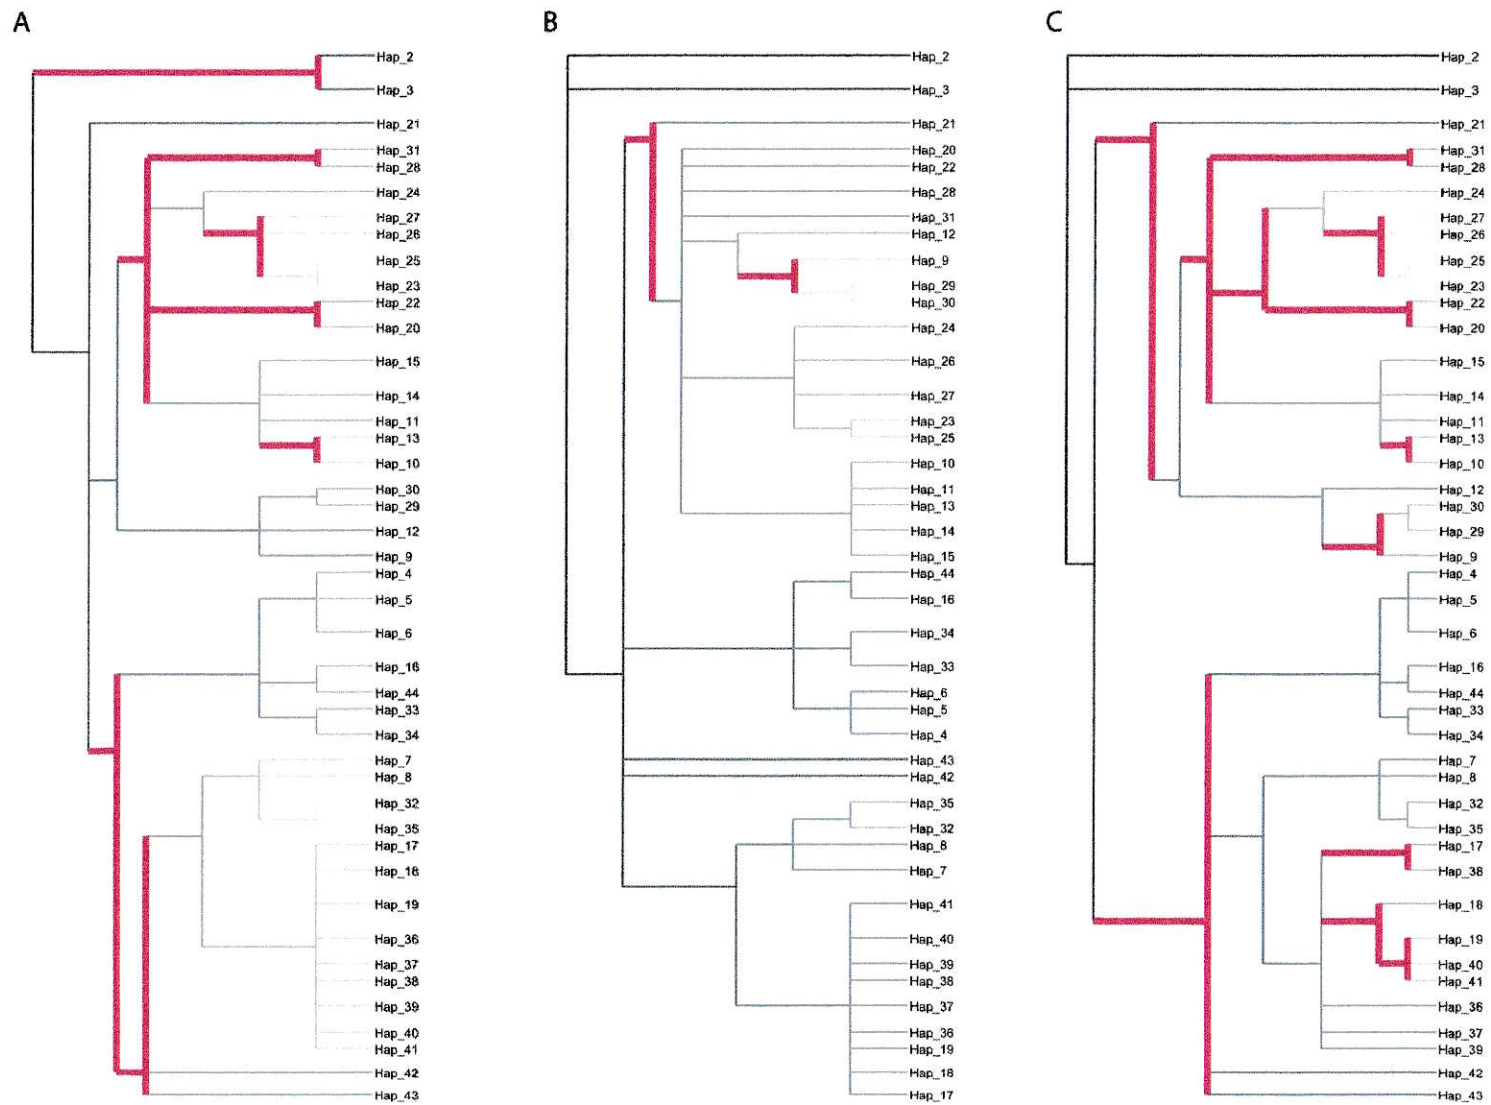 A
Hap_2
Hap_3
Hap_21
Hap_31
Hap_28
Hap_24
Hap_27
Hap_26
Hap_25
Hap_23
Hap_22
Hap_20
Hap_15
Hap_14
Hap_11
Hap_13
Hap_10
Hap_30
Hap_29
Hap_12
Hap_9
Hap_4
Hap_5
Hap_6
Hap_16
Hap_44
Hap_33
Hap_34
Hap_7
Hap_8
Hap_32
Hap_35
Hap_17
Hap_18
Hap_19
Hap_36
Hap_37
Hap_38
Hap_39
Hap_40
Hap_41
Hap_42
Hap_43
B
Hap_2
Hap_3
Hap_21
Hap_20
Hap_22
Hap_28
Hap_31
Hap_12
Hap_9
Hap_29
Hap_30
Hap_24
Hap_26
Hap_27
Hap_23
Hap_25
Hap_10
Hap_11
Hap_13
Hap_14
Hap_15
Hap_44
Hap_16
Hap_34
Hap_33
Hap_6
Hap_5
Hap_4
Hap_43
Hap_42
Hap_35
Hap_32
Hap_8
Hap_7
Hap_41
Hap_40
Hap_39
Hap_38
Hap_37
Hap_36
Hap_19
Hap_18
Hap_17
C
Hap_2
Hap_3
Hap_21
Hap_31
Hap_28
Hap_24
Hap_27
Hap_26
Hap_25
Hap_23
Hap_22
Hap_20
Hap_15
Hap_14
Hap_11
Hap_13
Hap_10
Hap_12
Hap_30
Hap_29
Hap_9
Hap_4
Hap_5
Hap_6
Hap_16
Hap_44
Hap_33
Hap_34
Hap_7
Hap_8
Hap_32
Hap_35
Hap_17
Hap_38
Hap_18
Hap_19
Hap_40
Hap_41
Hap_36
Hap_37
Hap_39
Hap_42
Hap_43